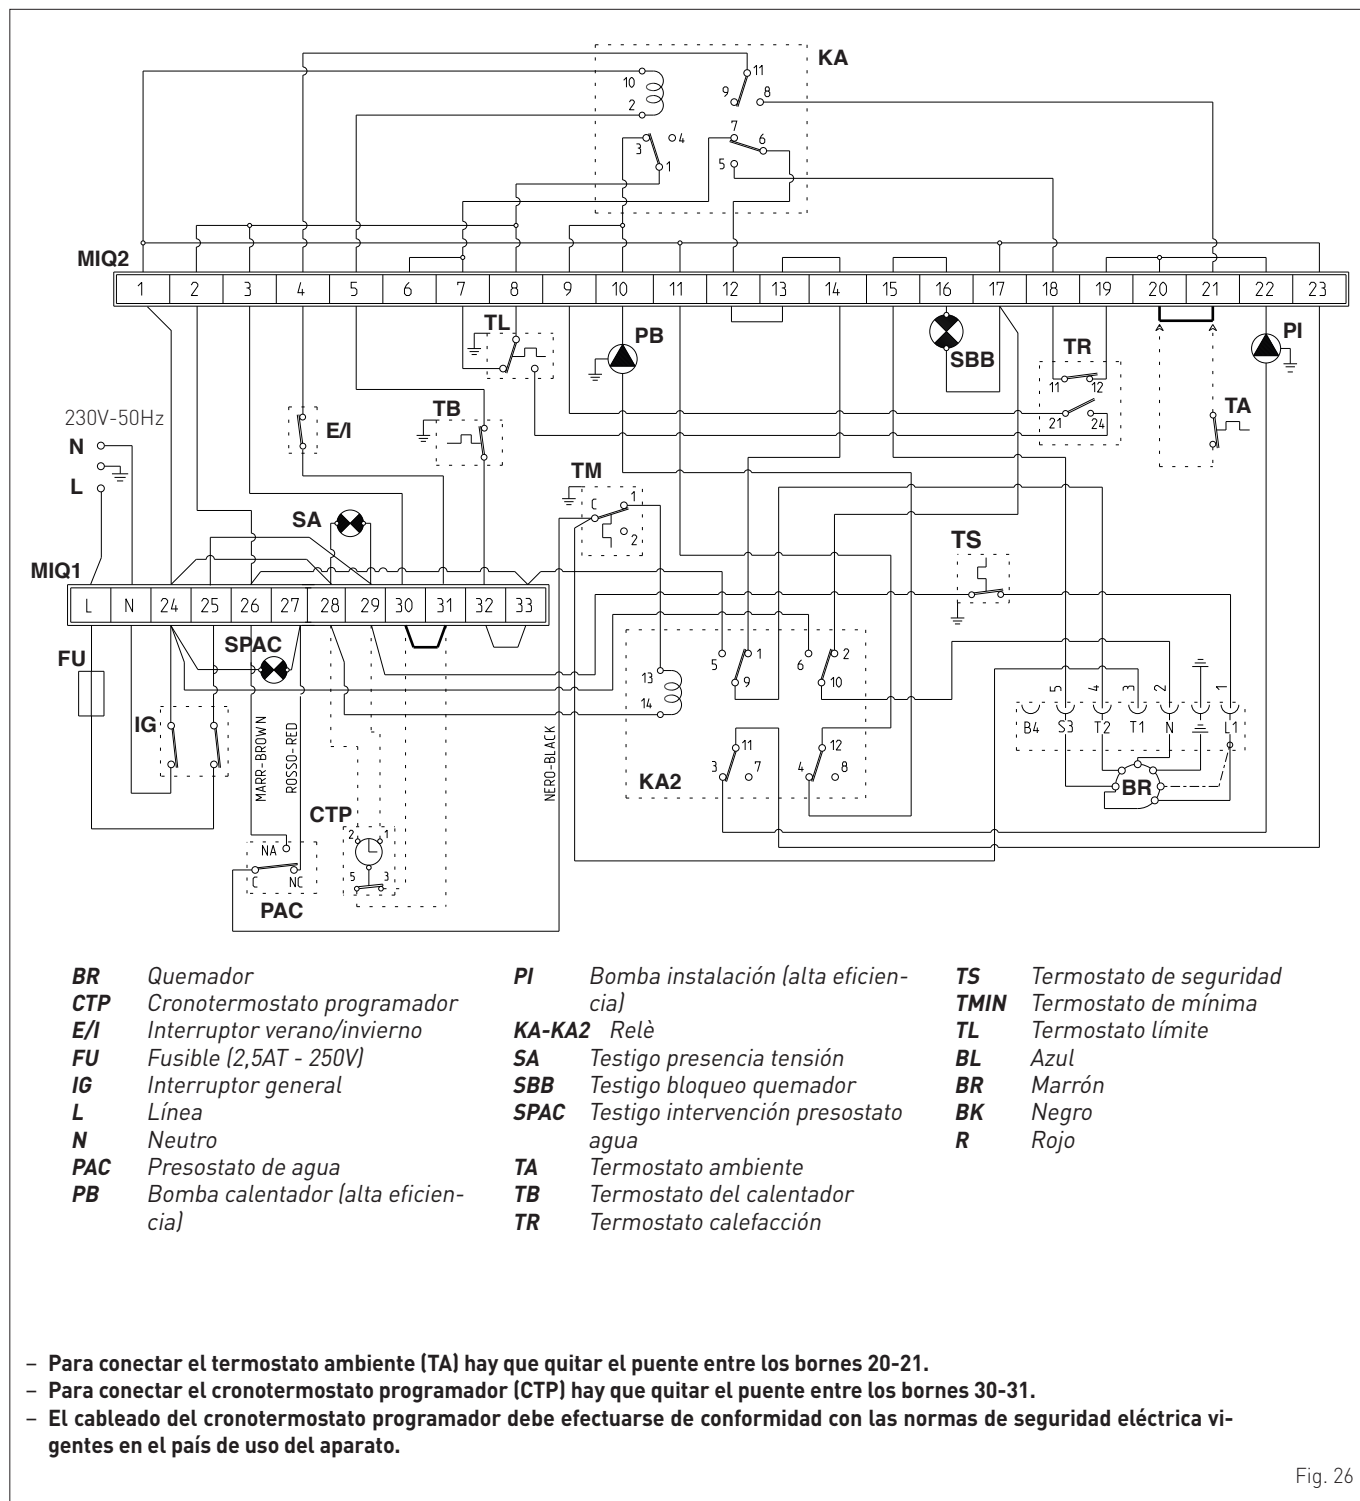 KA
11
10
9
8
2
7
3
4
6
1
5
MIQ2
1 2 3 4 5 6 7 8 9 10 11 12 13 14 15 16 17 18 19 20 21 22 23
TL
PB
SBB
TR
PI
11
12
230V-50Hz
N
E/I
TB
21
24
TA
L
TM
C
1
2
SA
TS
MIQ1
L N 24 25 26 27 28 29 30 31 32 33
SPAC
FU
5
1
9
6
2
10
13
14
5
4
3
2
1
IG
MARR-BROWN
ROSSO-RED
NERO-BLACK
B4 S3 T2 T1 N L1
11
3
7
12
4
8
KA2
BR
CTP
2
1
NA
C
NC
5
3
PAC
BR Quemador
CTP Cronotermostato programador
E/I Interruptor verano/invierno
FU Fusible (2,5AT - 250V)
IG Interruptor general
L Línea
N Neutro
PAC Presostato de agua
PB Bomba calentador (alta eficien-
cia)
PI Bomba instalación (alta eficien-
cia)
KA-KA2 Relè
SA Testigo presencia tensión
SBB Testigo bloqueo quemador
SPAC Testigo intervención presostato
agua
TA Termostato ambiente
TB Termostato del calentador
TR Termostato calefacción
TS Termostato de seguridad
TMIN Termostato de mínima
TL Termostato límite
BL Azul
BR Marrón
BK Negro
R Rojo
– Para conectar el termostato ambiente (TA) hay que quitar el puente entre los bornes 20-21.
– Para conectar el cronotermostato programador (CTP) hay que quitar el puente entre los bornes 30-31.
– El cableado del cronotermostato programador debe efectuarse de conformidad con las normas de seguridad eléctrica vi-
gentes en el país de uso del aparato.
Fig. 26